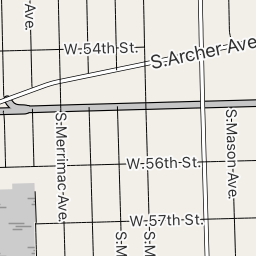 Ave.
W. 54th St.
S. Archer Ave
S. Merrimac Ave.
S. Mason Ave.
W. 56th St.
W. 57th St.
S. M
S. M